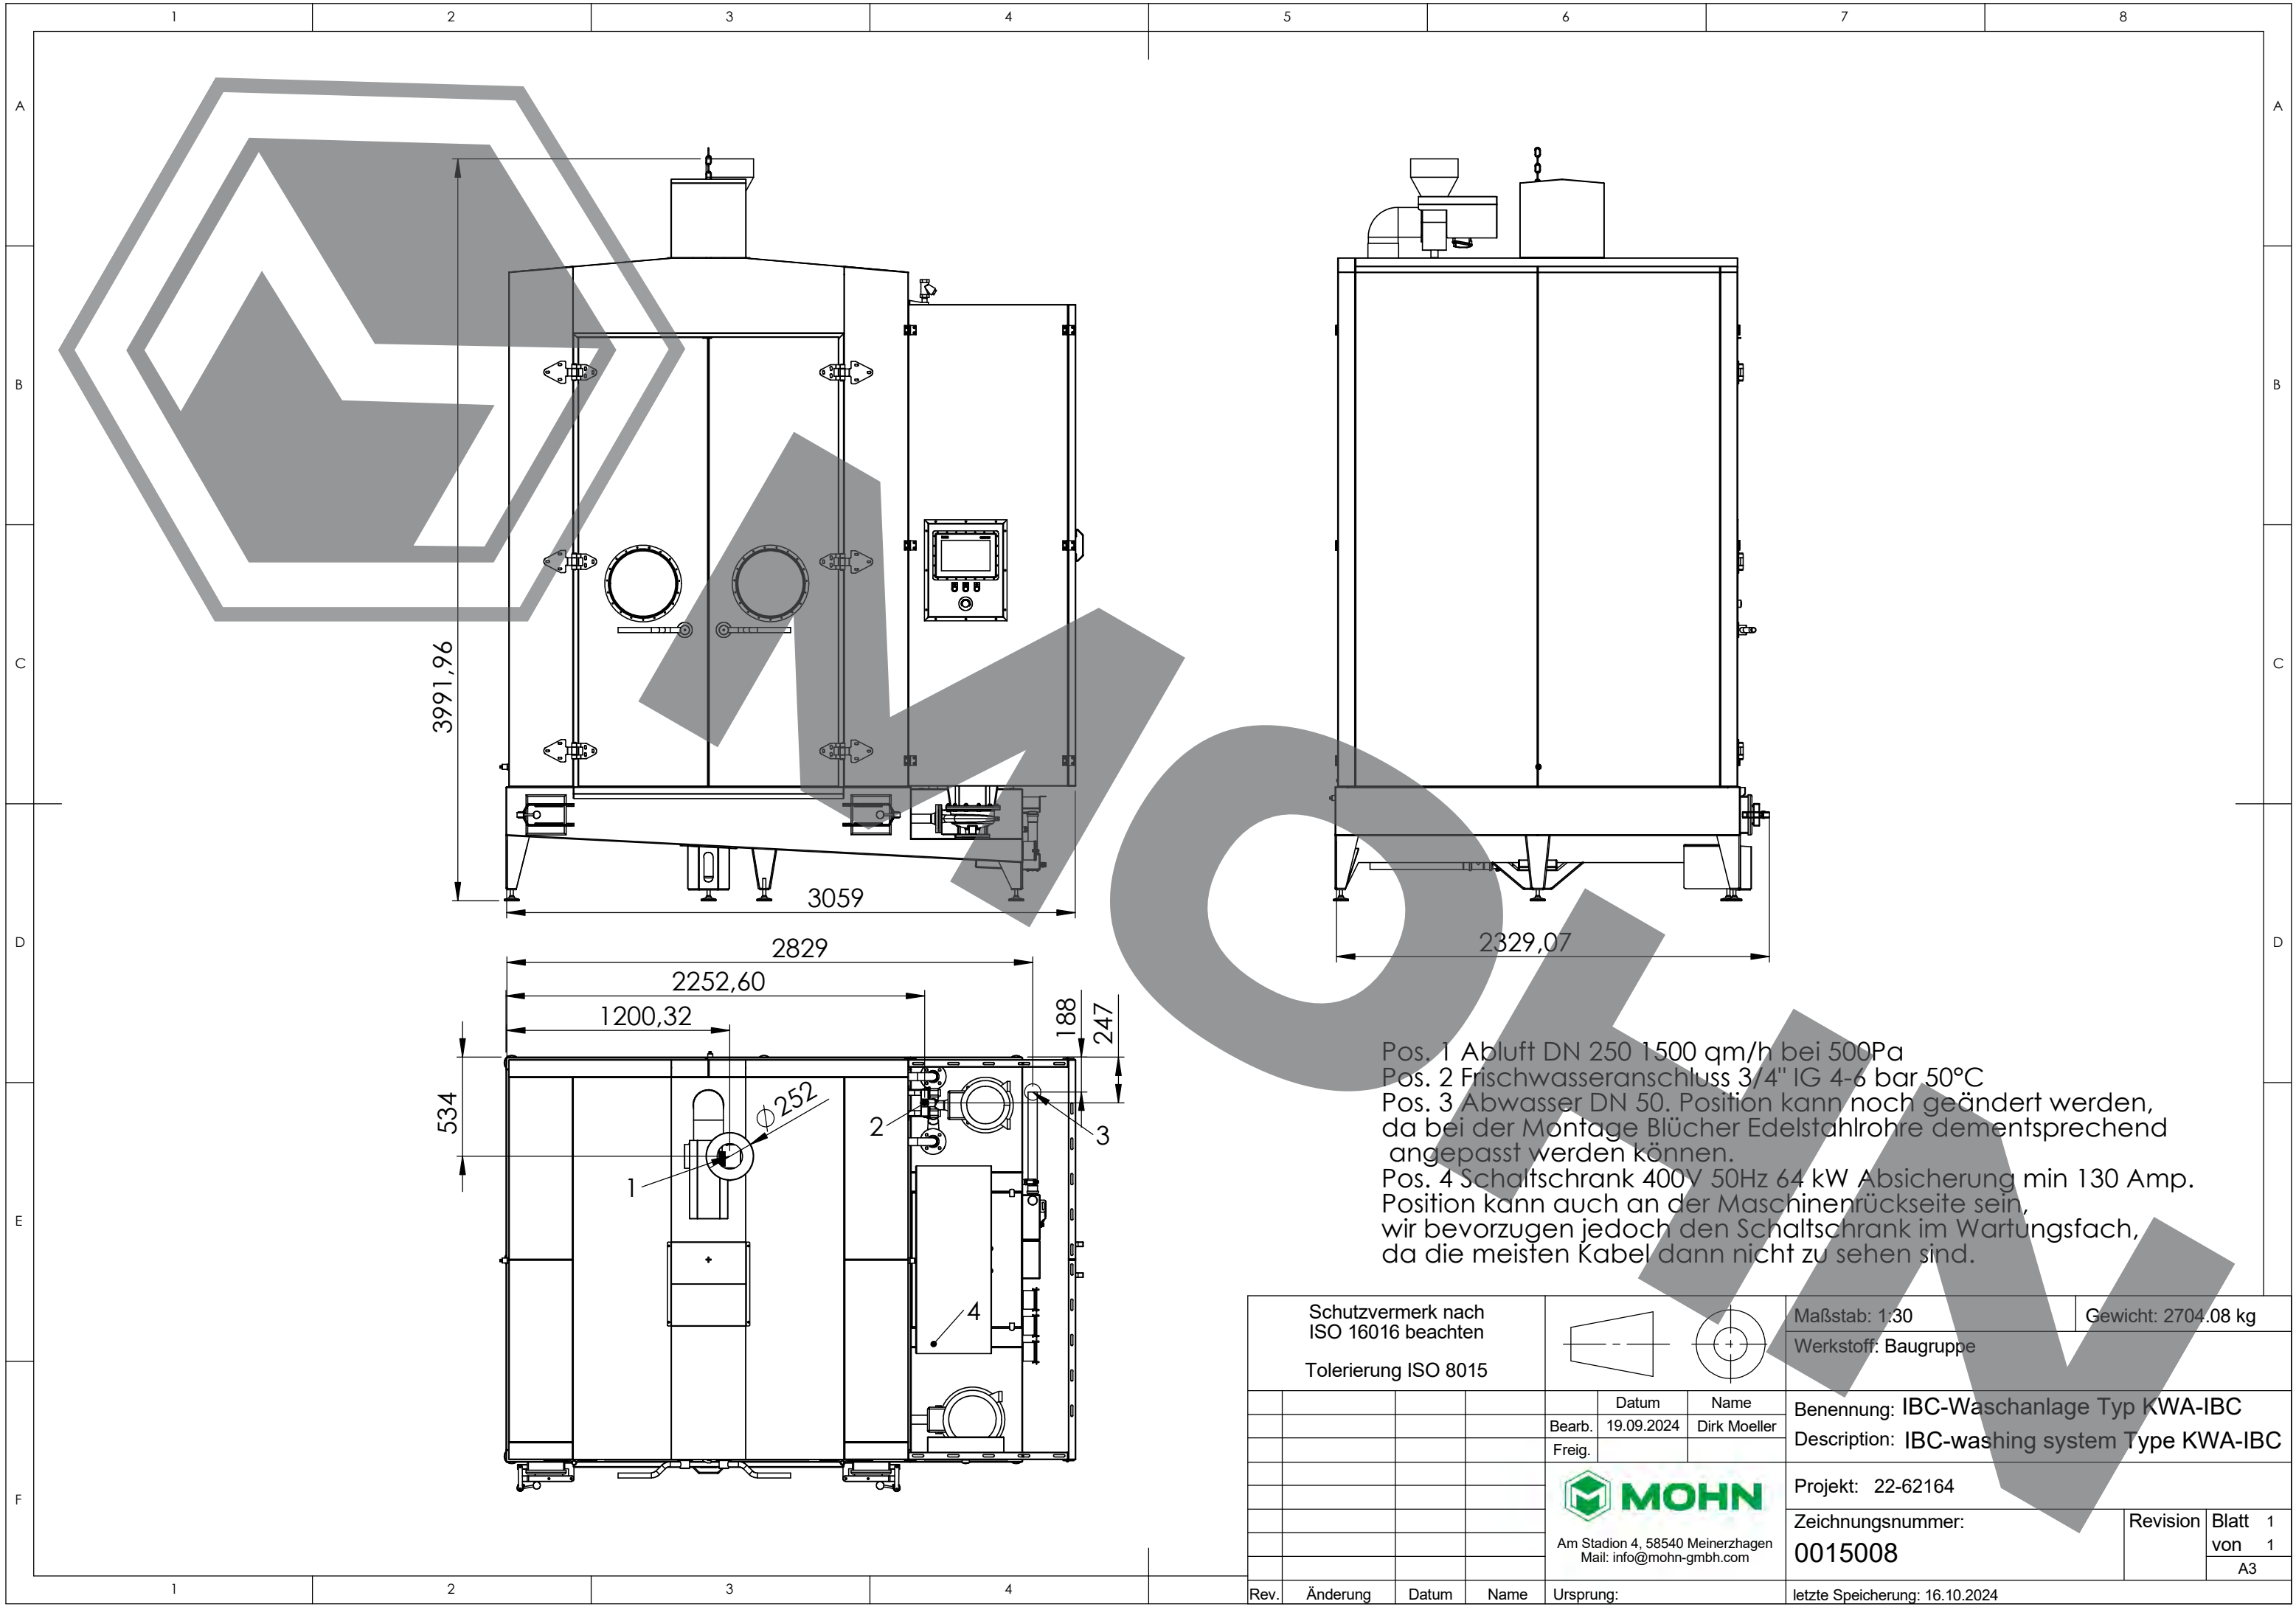 1 2 3 4 5 6 7 8
A A
B B
C C
D D
E E
F
3991,96
3059
2329,07
2829
2252,60
1200,32
188
247
534
∅ 252
1
2
3
4
Pos. 1 Abluft DN 250 1500 qm/h bei 500Pa
Pos. 2 Frischwasseranschluss 3/4" IG 4-6 bar 50°C
Pos. 3 Abwasser DN 50. Position kann noch geändert werden,
da bei der Montage Blücher Edelstahlrohre dementsprechend
angepasst werden können.
Pos. 4 Schaltschrank 400V 50Hz 64 kW Absicherung min 130 Amp.
Position kann auch an der Maschinenrückseite sein,
wir bevorzugen jedoch den Schaltschrank im Wartungsfach,
da die meisten Kabel dann nicht zu sehen sind.
MOHN
Schutzvermerk nach
ISO 16016 beachten
Tolerierung ISO 8015
Maßstab: 1:30
Gewicht: 2704.08 kg
Werkstoff: Baugruppe
Datum Name
Bearb. 19.09.2024 Dirk Moeller
Freig.
Benennung: IBC-Waschanlage Typ KWA-IBC
Description: IBC-washing system Type KWA-IBC
MOHN
Am Stadion 4, 58540 Meinerzhagen
Mail: info@mohn-gmbh.com
Projekt: 22-62164
Zeichnungsnummer:
0015008
Revision
Blatt 1
von 1
A3
Rev. Änderung Datum Name Ursprung:
letzte Speicherung: 16.10.2024
1 2 3 4